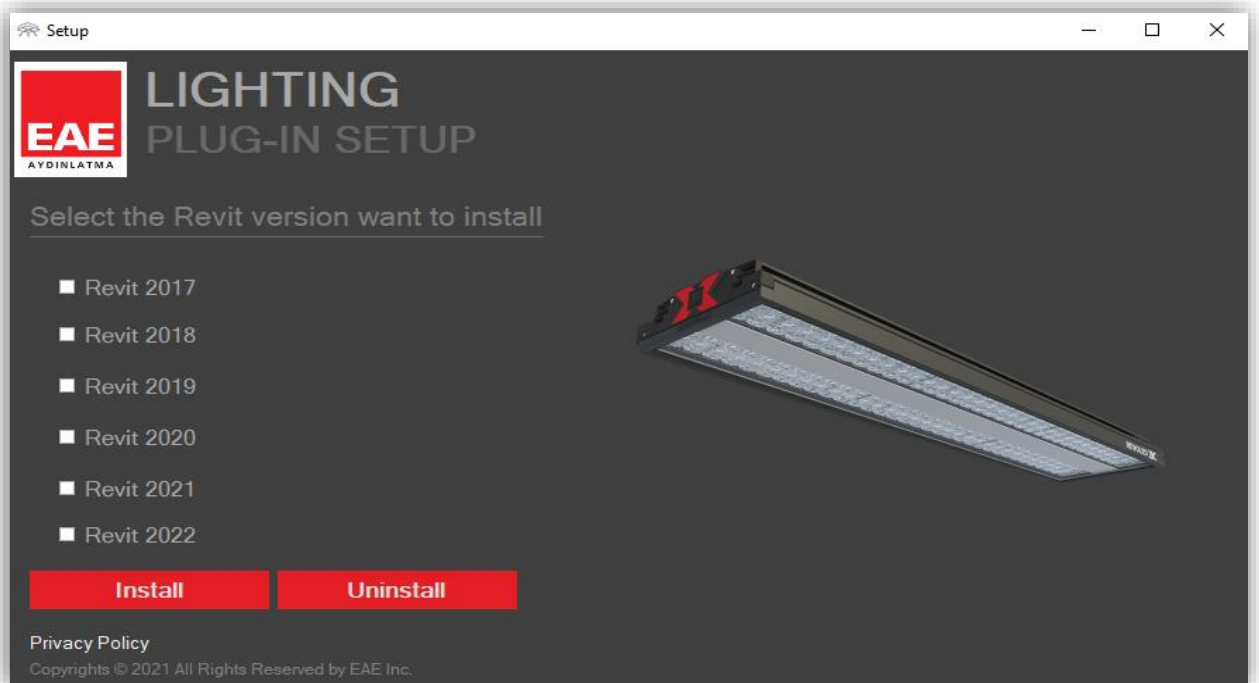 Setup
LIGHTING
PLUG-IN SETUP
EAE
AYDINLATMA
Select the Revit version want to install
Revit 2017
Revit 2018
Revit 2019
Revit 2020
Revit 2021
Revit 2022
Install Uninstall
Privacy Policy
Copyrights © 2021 All Rights Reserved by EAE Inc.